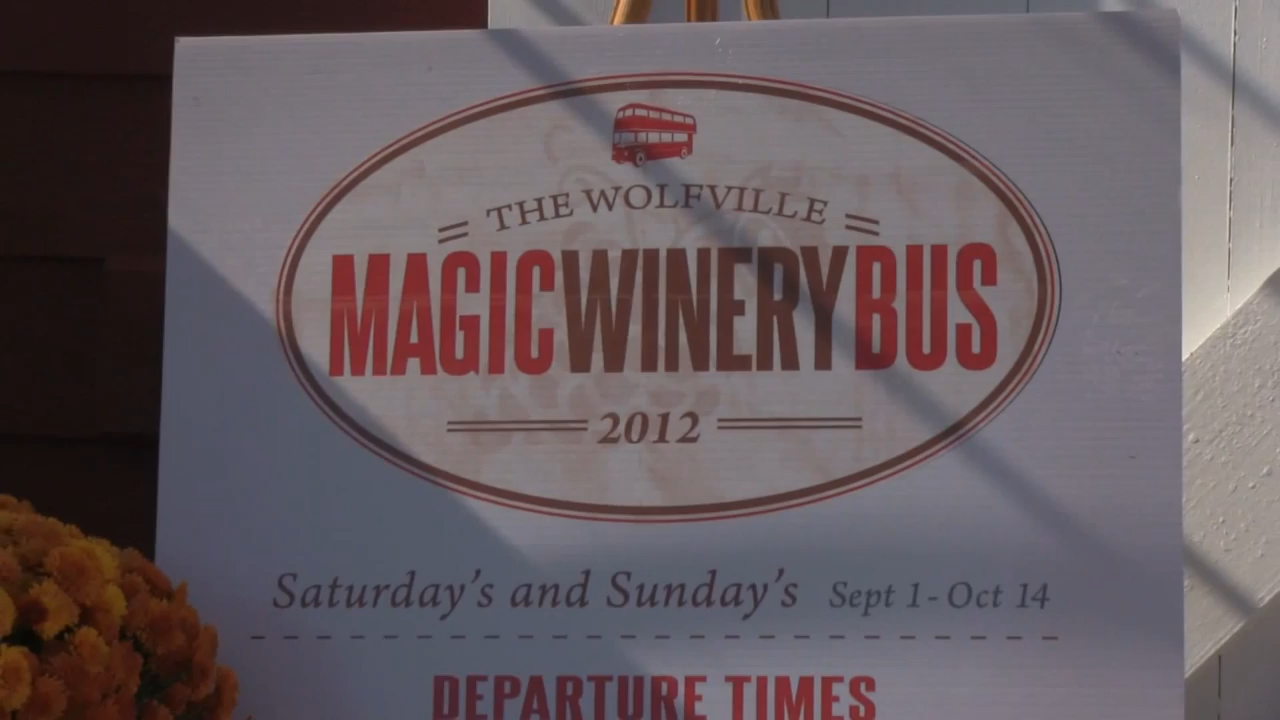 THE WOLFVILLE
MAGICWINERYBUS
2012
Saturday's and Sunday's Sept 1-Oct 14
DEPARTURE TIMES